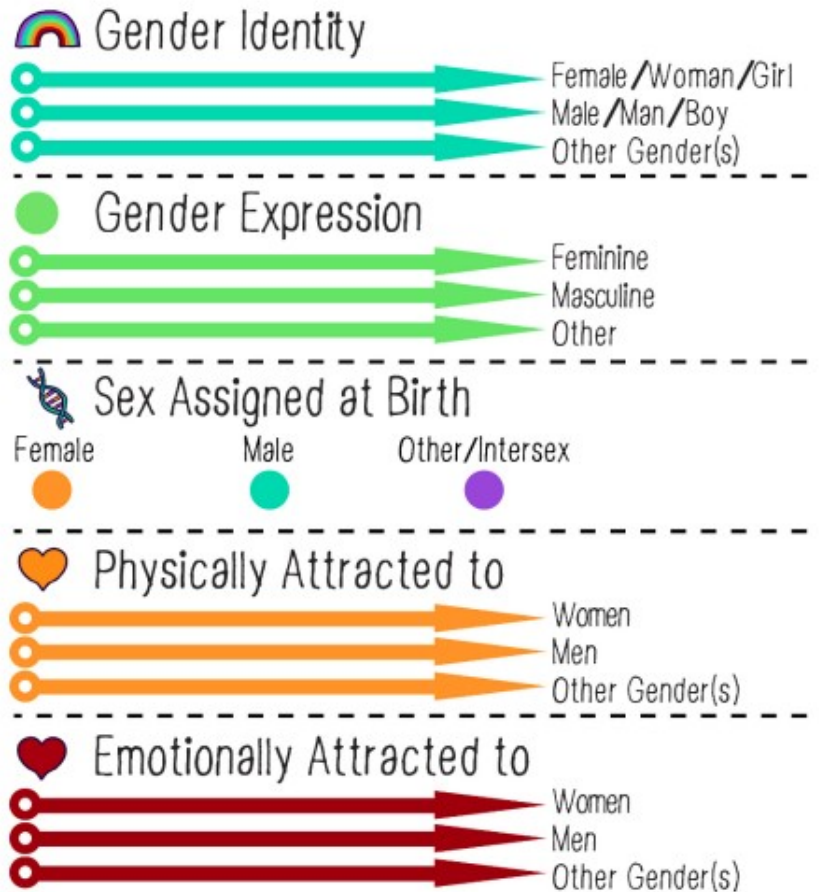 Gender Identity
Female/Woman/Girl
Male/Man/Boy
Other Gender(s)
Gender Expression
Feminine
Masculine
Other
Sex Assigned at Birth
Female Male Other/Intersex
Physically Attracted to
Women
Men
Other Gender(s)
Emotionally Attracted to
Women
Men
Other Gender(s)